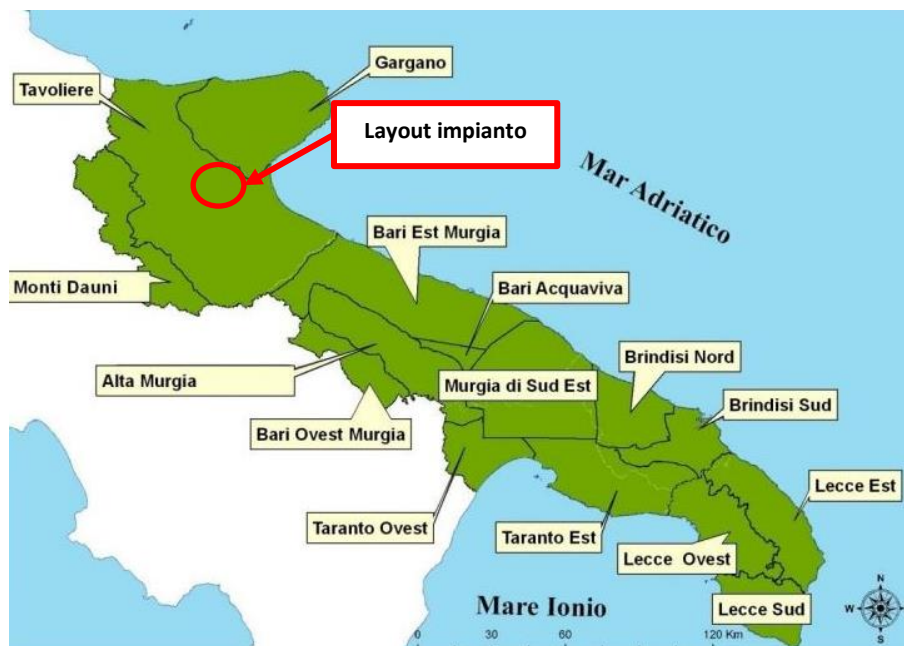 Gargano
Tavoliere
Layout impianto
Mar Adriatico
Bari Est Murgia
Monti Dauni
Bari Acquaviva
Brindisi Nord
Alta Murgia
Murgia di Sud Est
Brindisi Sud
Bari Ovest Murgia
Lecce Est
Taranto Ovest
Taranto Est
Lecce Ovest
N
W
E
S
Mare Ionio
Lecce Sud
0 30 60 120 Km